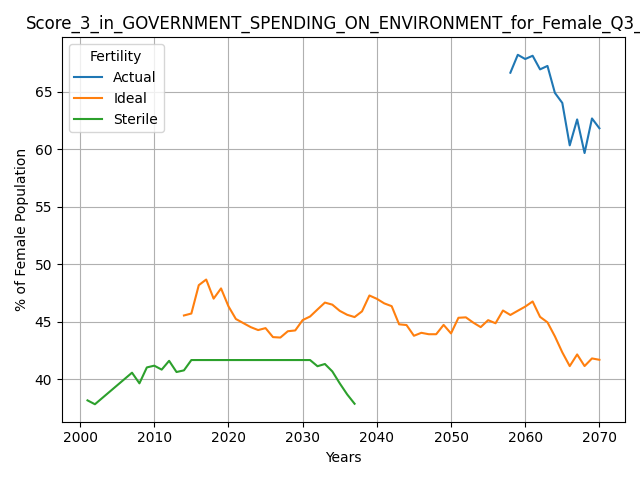 Score_3_in_GOVERNMENT_SPENDING_ON_ENVIRONMENT_for_Female_Q3_
Fertility
Actual
Ideal
Sterile
% of Female Population
65
60
55
50
45
40
2000 2010 2020 2030 2040 2050 2060 2070
Years